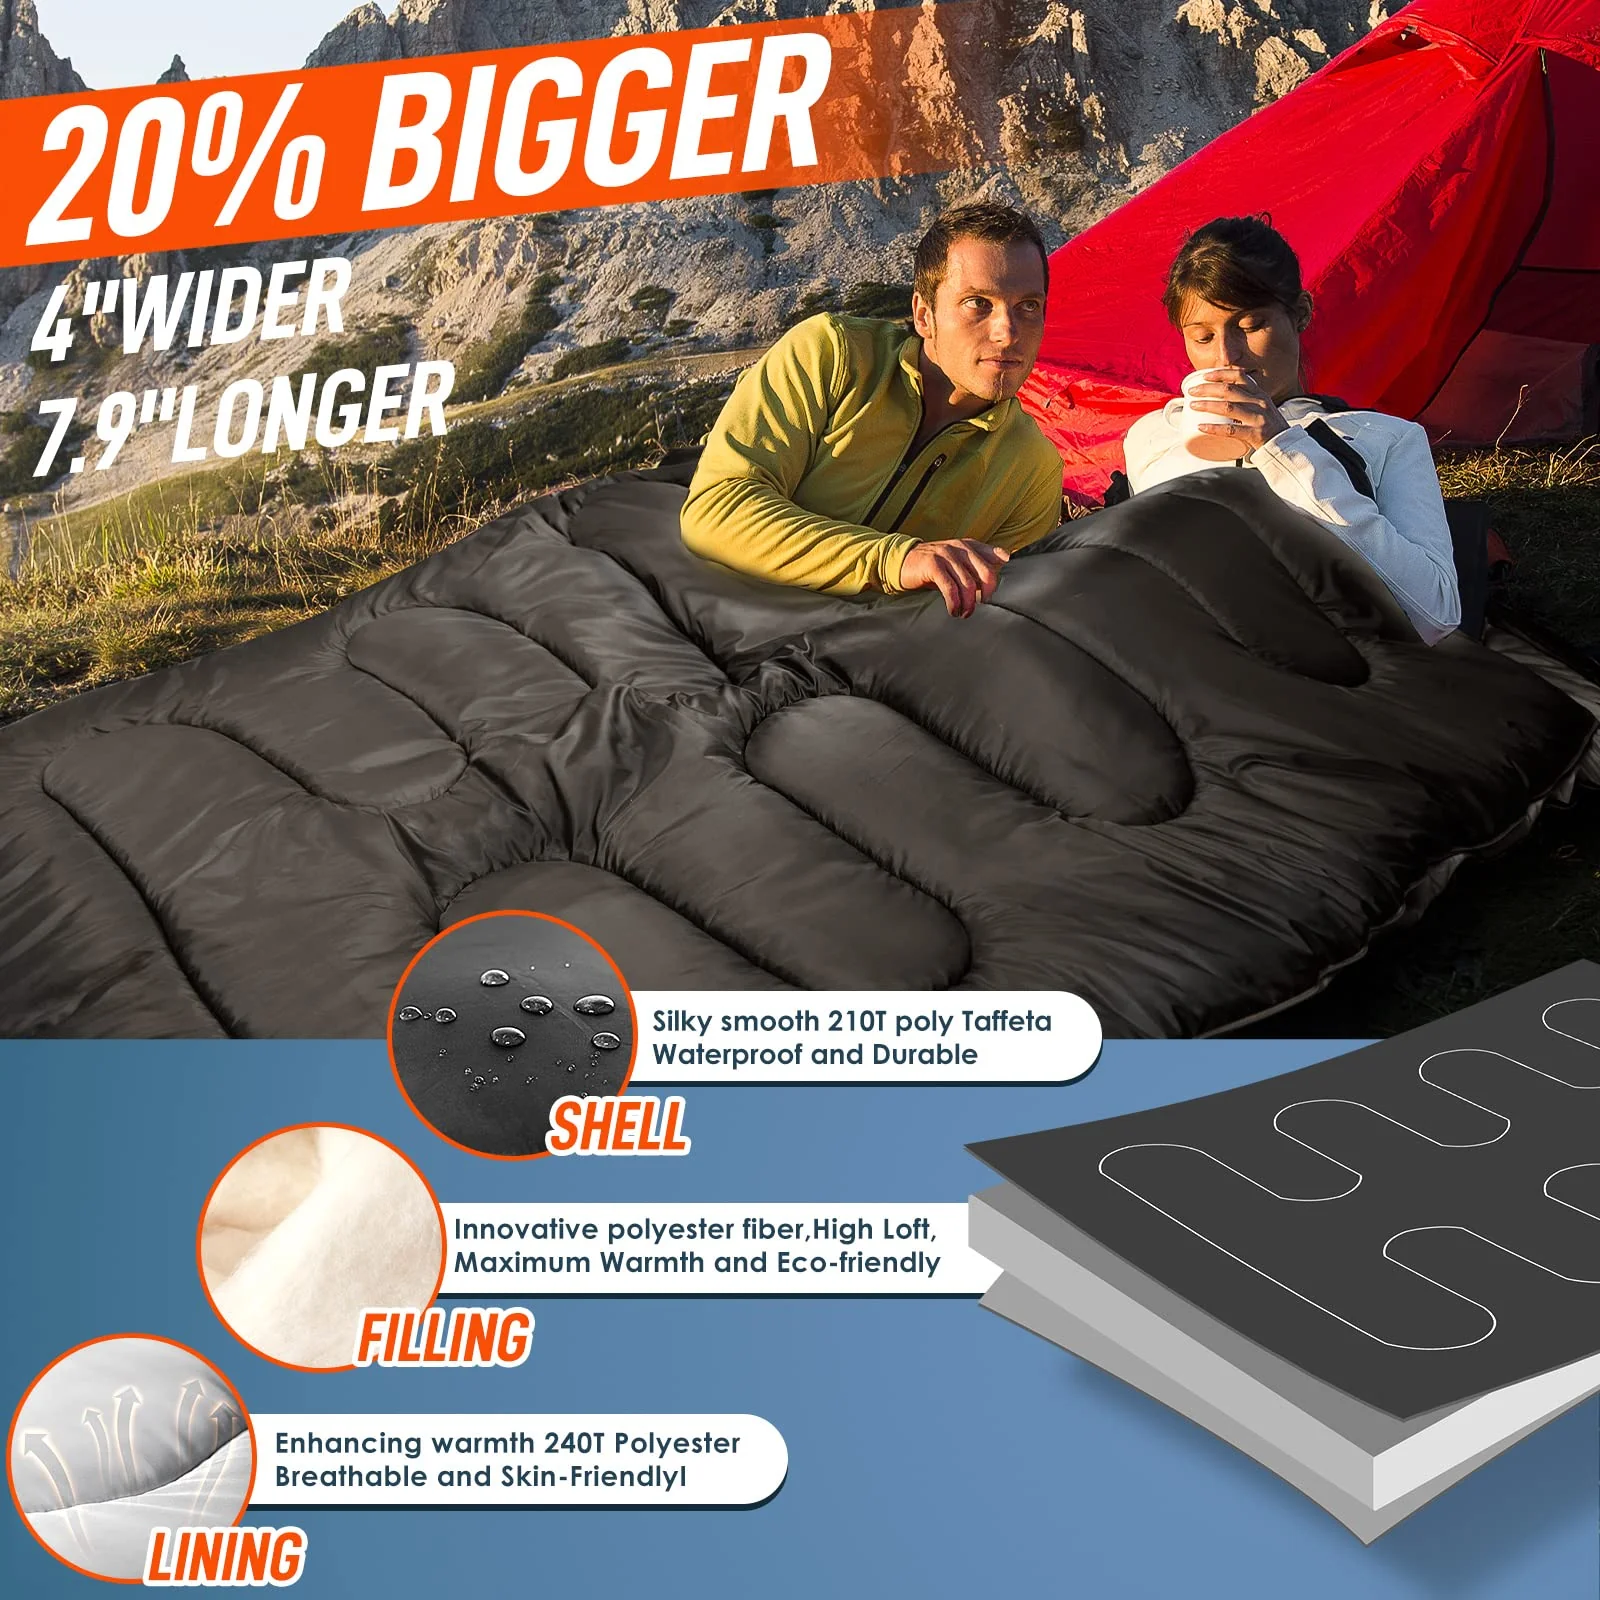 20% BIGGER
4"WIDER
7.9"LONGER
Silky smooth 210T poly Taffeta
Waterproof and Durable
SHELL
Innovative polyester fiber,High Loft,
Maximum Warmth and Eco-friendly
FILLING
Enhancing warmth 240T Polyester
Breathable and Skin-Friendlyl
LINING